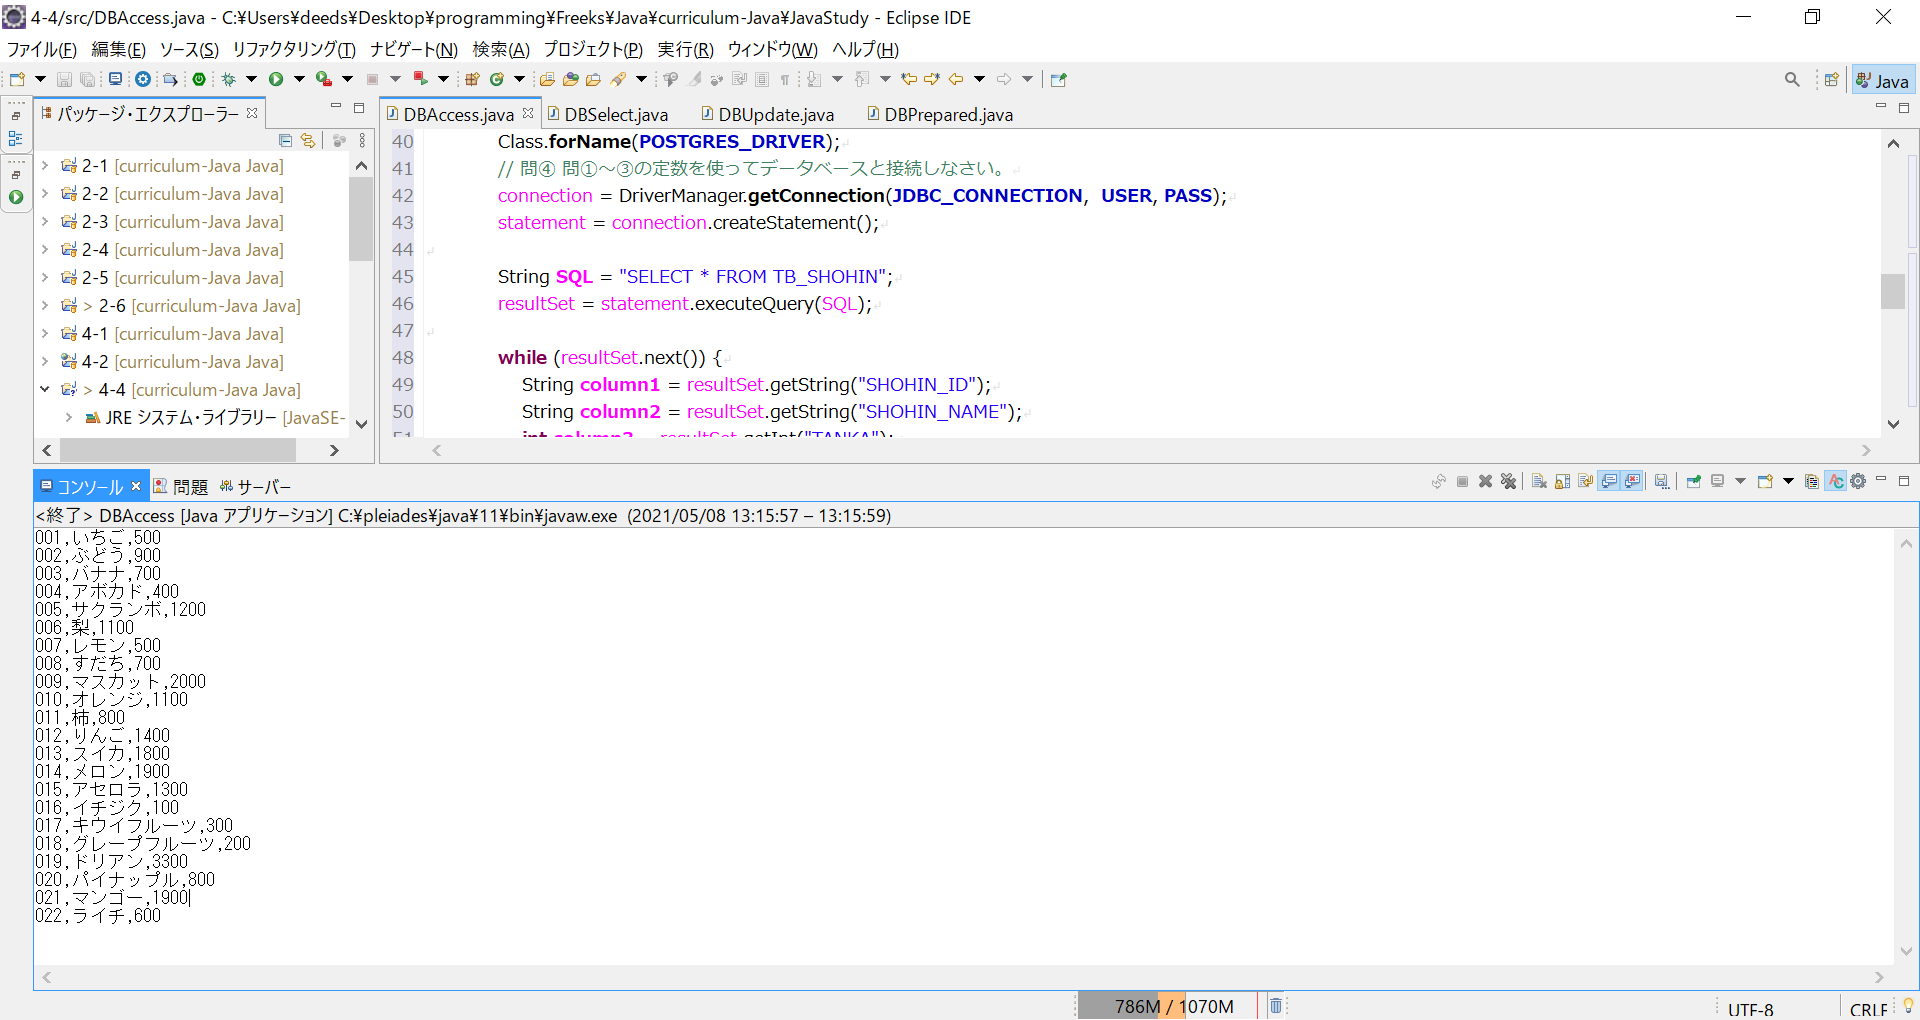 4-4/src/DBAccess.java - C:¥Users¥deeds¥Desktop¥programming¥Freeks¥Java¥curriculum-Java¥JavaStudy - Eclipse IDE
ファイル(F) 編集(E) ソース(S) リファクタリング(T) ナビゲート(N) 検索(A) プロジェクト(P) 実行(R) ウィンドウ(W) ヘルプ(H)
Java
パッケージ・エクスプローラー
2-1 [curriculum-Java Java]
2-2 [curriculum-Java Java]
2-3 [curriculum-Java Java]
2-4 [curriculum-Java Java]
2-5 [curriculum-Java Java]
> 2-6 [curriculum-Java Java]
4-1 [curriculum-Java Java]
4-2 [curriculum-Java Java]
> 4-4 [curriculum-Java Java]
JRE システム・ライブラリー [JavaSE-
DBAccess.java DBSelect.java DBUpdate.java DBPrepared.java
40 Class.forName(POSTGRES_DRIVER);
41 // 問④ 問①～③の定数を使ってデータベースと接続しなさい。
42 connection = DriverManager.getConnection(JDBC_CONNECTION, USER, PASS);
43 statement = connection.createStatement();
44
45 String SQL = "SELECT * FROM TB_SHOHIN";
46 resultSet = statement.executeQuery(SQL);
47
48 while (resultSet.next()) {
49 String column1 = resultSet.getString("SHOHIN_ID");
50 String column2 = resultSet.getString("SHOHIN_NAME");
コンソール 問題 サーバー
<終了> DBAccess [Java アプリケーション] C:¥pleiades¥java¥11¥bin¥javaw.exe (2021/05/08 13:15:57 – 13:15:59)
001,いちご,500
002,ぶどう,900
003,バナナ,700
004,アボカド,400
005,サクランボ,1200
006,梨,1100
007,レモン,500
008,すだち,700
009,マスカット,2000
010,オレンジ,1100
011,柿,800
012,りんご,1400
013,スイカ,1800
014,メロン,1900
015,アセロラ,1300
016,イチジク,100
017,キウイフルーツ,300
018,グレープフルーツ,200
019,ドリアン,3300
020,パイナップル,800
021,マンゴー,1900
022,ライチ,600
786M / 1070M
UTF-8
CRLF